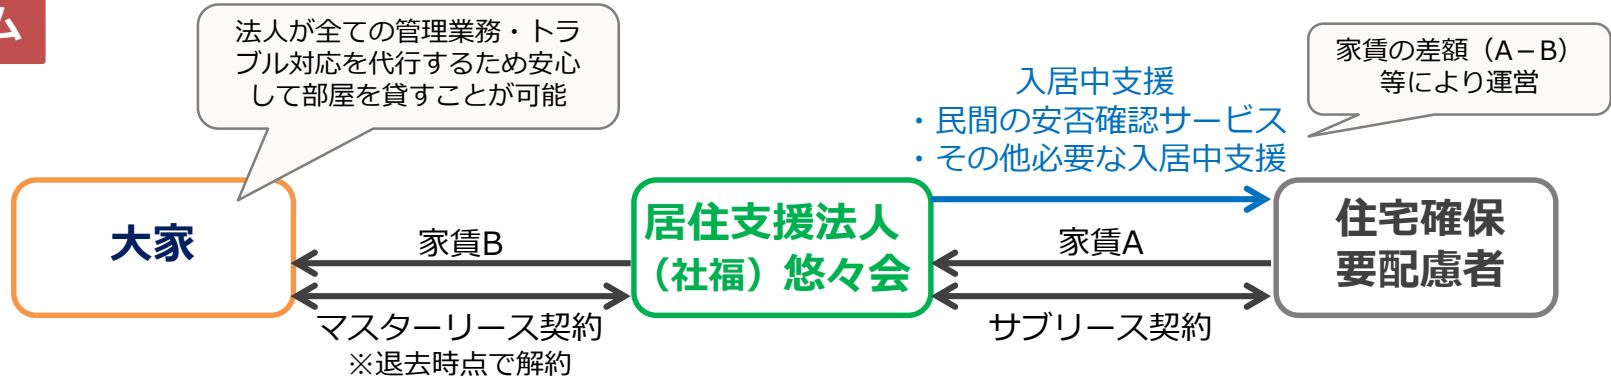 ム
法人が全ての管理業務・トラ
ブル対応を代行するため安心
して部屋を貸すことが可能
家賃の差額（A－B）
等により運営
入居中支援
・民間の安否確認サービス
・その他必要な入居中支援
大家
家賃B
マスターリース契約
※退去時点で解約
居住支援法人
（社福）悠々会
家賃A
サブリース契約
住宅確保
要配慮者